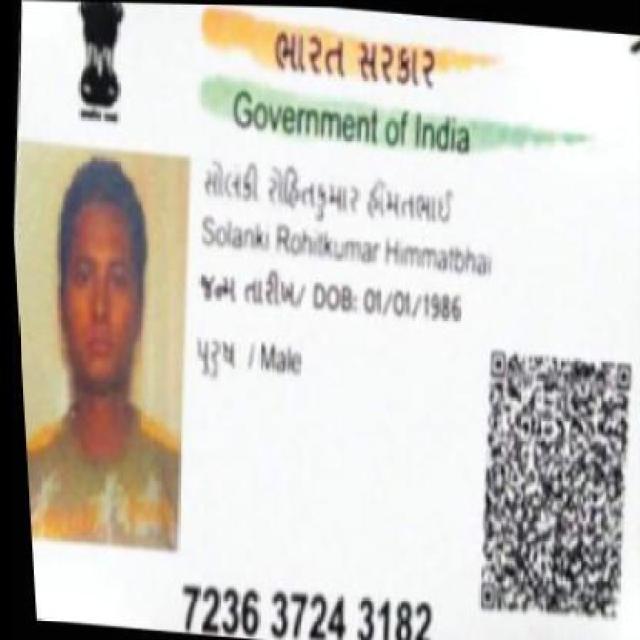 ભારત સરકાર
Government of India
સોલંકી રોહિતકુમાર હિંમતભાઈ
Solanki Rohitkumar Himmatbhai
જન્મ તારીખ/ DOB: 01/01/1986
પુરુષ / Male
7236 3724 3182